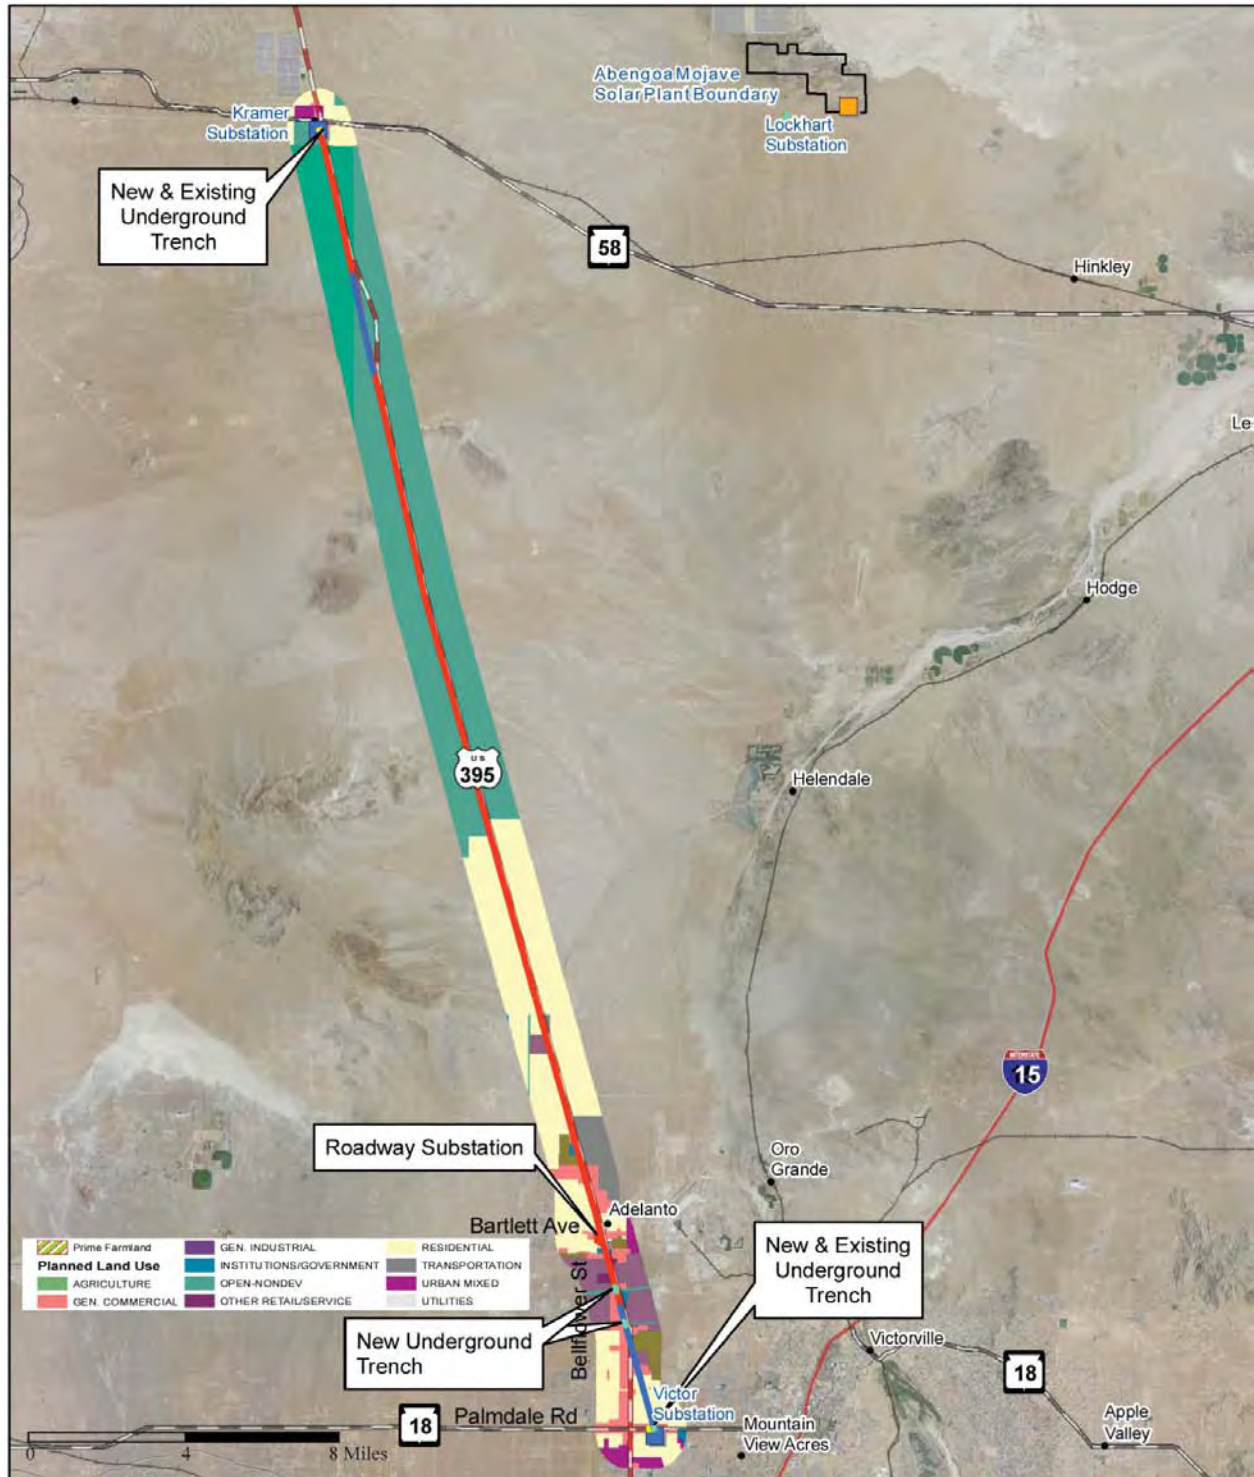 Abengoa Mojave
Solar Plant Boundary
Lockhart
Substation
Kramer
Substation
New & Existing
Underground
Trench
58
Hinkley
Le
Hodge
US
395
Helendale
INTERSTATE
15
Roadway Substation
Oro
Grande
Adelanto
Bartlett Ave
Prime Farmland
Planned Land Use
AGRICULTURE
GEN. COMMERCIAL
GEN. INDUSTRIAL
INSTITUTIONS/GOVERNMENT
OPEN-NONDEV
OTHER RETAIL/SERVICE
RESIDENTIAL
TRANSPORTATION
URBAN MIXED
UTILITIES
New & Existing
Underground
Trench
Bellflower St
New Underground
Trench
Victorville
18
Victor
Substation
Palmdale Rd
18
Mountain
View Acres
Apple
Valley
0 4 8 Miles